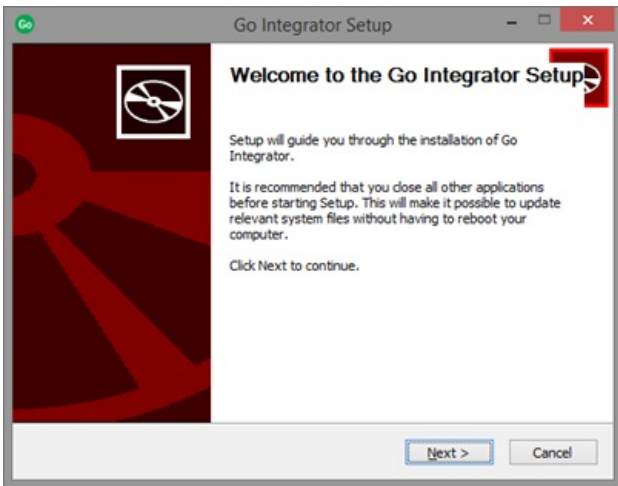 Go
Go Integrator Setup
Welcome to the Go Integrator Setup
Setup will guide you through the installation of Go
Integrator.
It is recommended that you close all other applications
before starting Setup. This will make it possible to update
relevant system files without having to reboot your
computer.
Click Next to continue.
Next >
Cancel